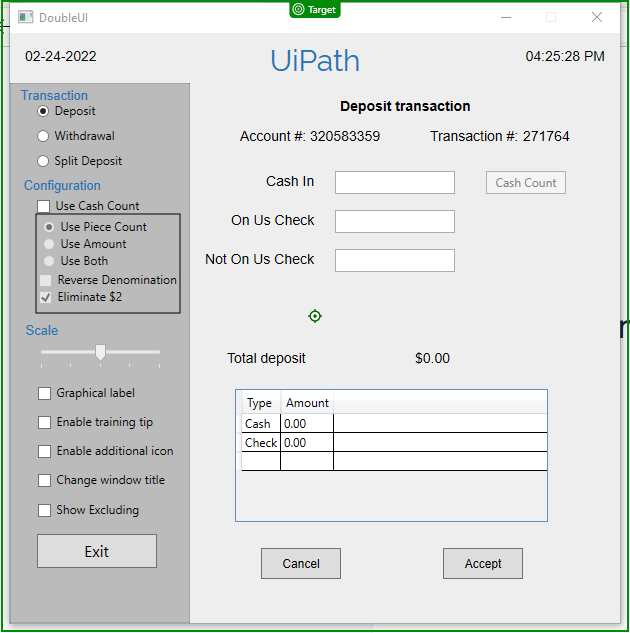 Target
DoubleUI
02-24-2022
UiPath
04:25:28 PM
Transaction
Deposit
Withdrawal
Split Deposit
Configuration
Use Cash Count
Use Piece Count
Use Amount
Use Both
Reverse Denomination
Eliminate $2
Scale
Graphical label
Enable training tip
Enable additional icon
Change window title
Show Excluding
Exit
Deposit transaction
Account #: 320583359 Transaction #: 271764
Cash In Cash Count
On Us Check
Not On Us Check
Total deposit $0.00
Type Amount
Cash 0.00
Check 0.00
Cancel Accept